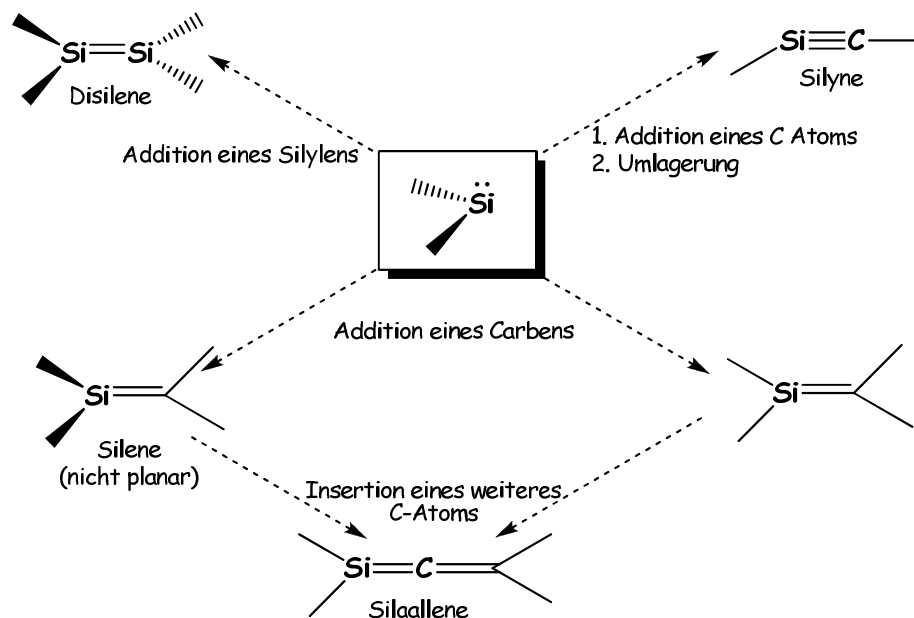 Si=Si
Disilene
Si≡C
Silyne
Addition eines Silylens
1. Addition eines C Atoms
2. Umlagerung
Si
Addition eines Carbens
Si
Silene
(nicht planar)
Si
Insertion eines weiteres
C-Atoms
Si=C
Silaallene